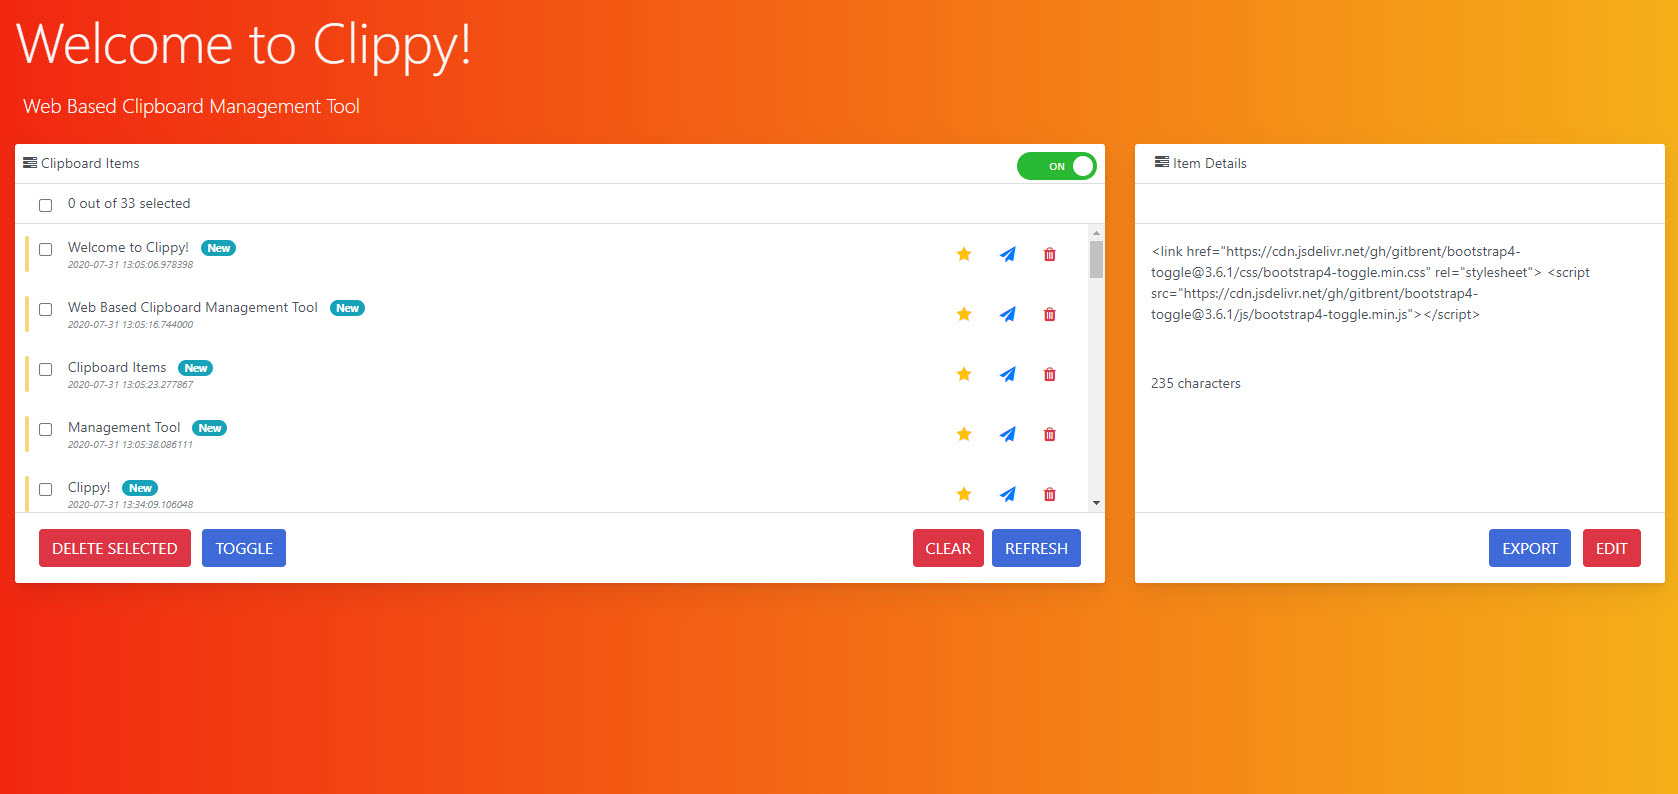 Welcome to Clippy!
Web Based Clipboard Management Tool
Clipboard Items
ON
0 out of 33 selected
Welcome to Clippy! New
2020-07-31 13:05:06.978398
Web Based Clipboard Management Tool New
2020-07-31 13:05:16.744000
Clipboard Items New
2020-07-31 13:05:23.277867
Management Tool New
2020-07-31 13:05:38.086111
Clippy! New
2020-07-31 13:34:09.106048
DELETE SELECTED TOGGLE CLEAR REFRESH
Item Details
<link href="https://cdn.jsdelivr.net/gh/gitbrent/bootstrap4-
toggle@3.6.1/css/bootstrap4-toggle.min.css" rel="stylesheet"> <script
src="https://cdn.jsdelivr.net/gh/gitbrent/bootstrap4-
toggle@3.6.1/js/bootstrap4-toggle.min.js"></script>
235 characters
EXPORT EDIT